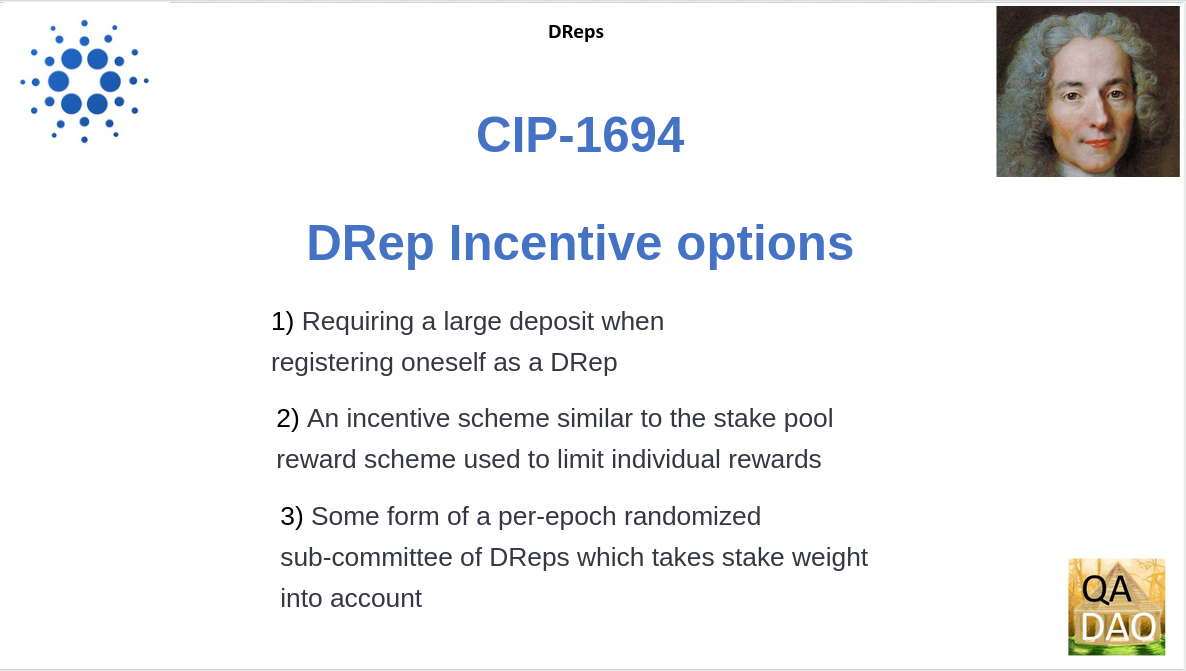 DReps
CIP-1694
DRep Incentive options
1) Requiring a large deposit when
registering oneself as a DRep
2) An incentive scheme similar to the stake pool
reward scheme used to limit individual rewards
3) Some form of a per-epoch randomized
sub-committee of DReps which takes stake weight
into account
QA
DAO